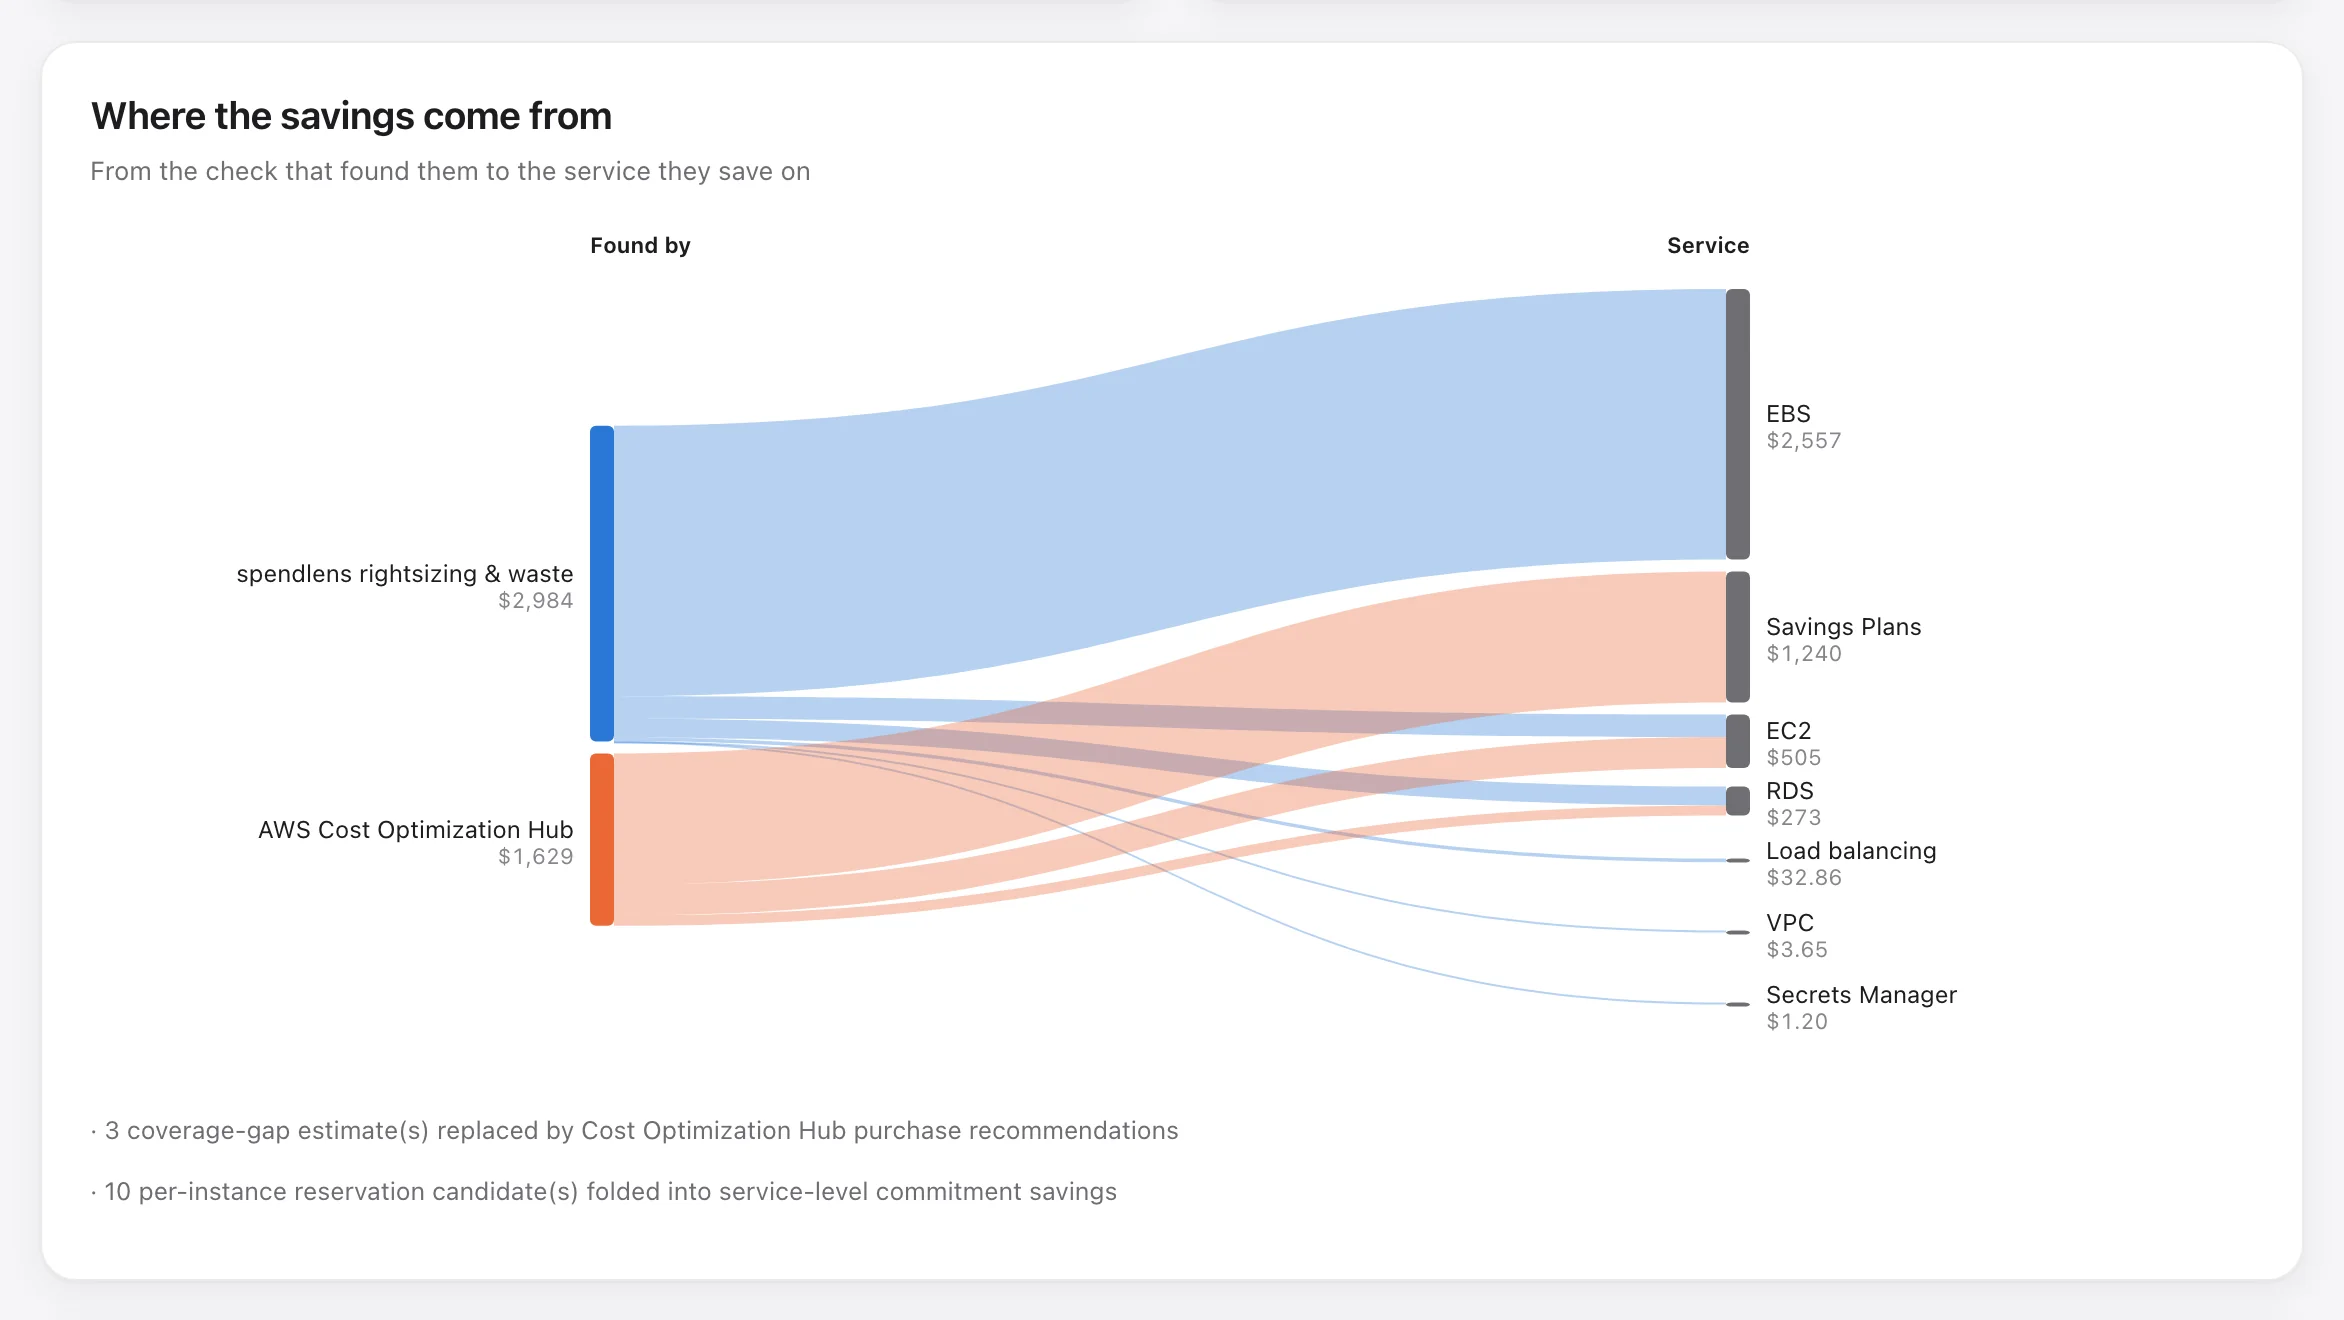 Where the savings come from
From the check that found them to the service they save on
Found by
Service
EBS
$2,557
spendlens rightsizing & waste
$2,984
Savings Plans
$1,240
EC2
$505
RDS
$273
AWS Cost Optimization Hub
$1,629
Load balancing
$32.86
VPC
$3.65
Secrets Manager
$1.20
· 3 coverage-gap estimate(s) replaced by Cost Optimization Hub purchase recommendations
· 10 per-instance reservation candidate(s) folded into service-level commitment savings